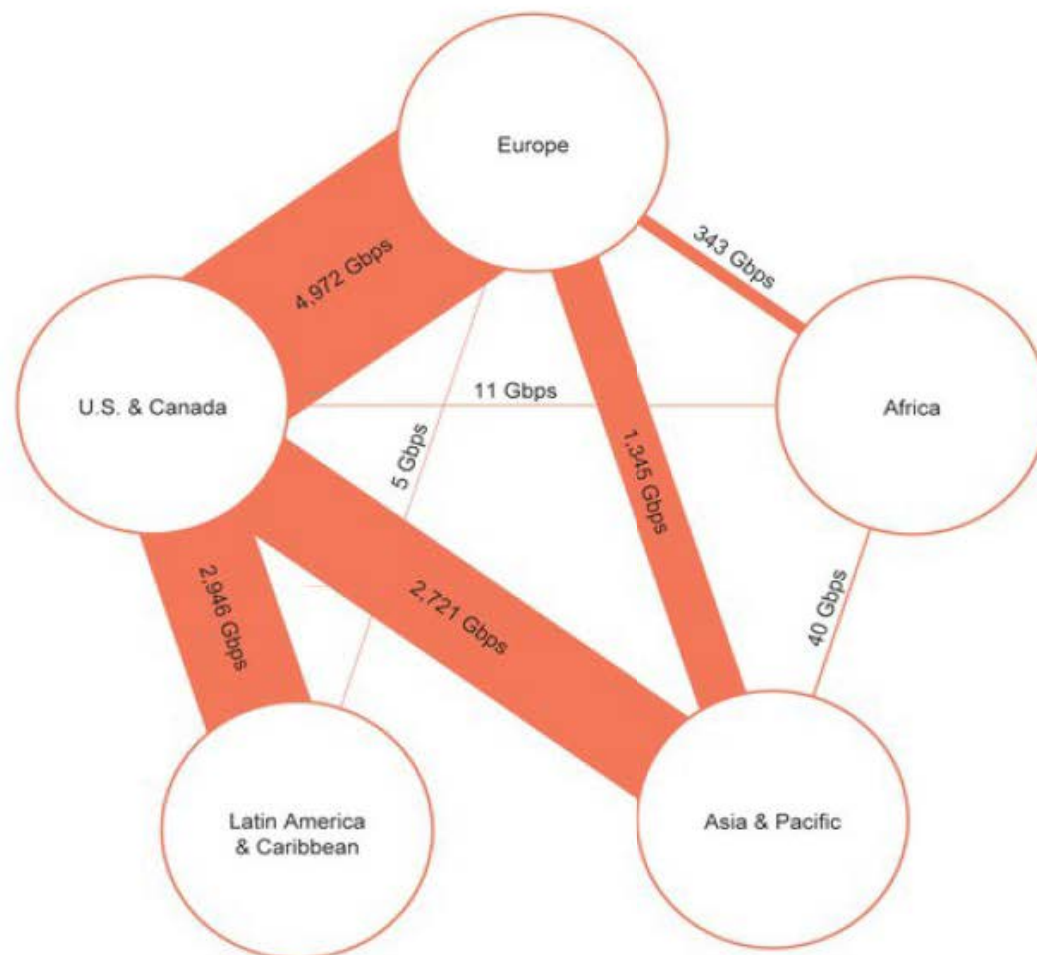 Europe
4,972 Gbps
343 Gbps
U.S. & Canada
11 Gbps
Africa
5 Gbps
1,345 Gbps
2,946 Gbps
2,721 Gbps
40 Gbps
Latin America
& Caribbean
Asia & Pacific